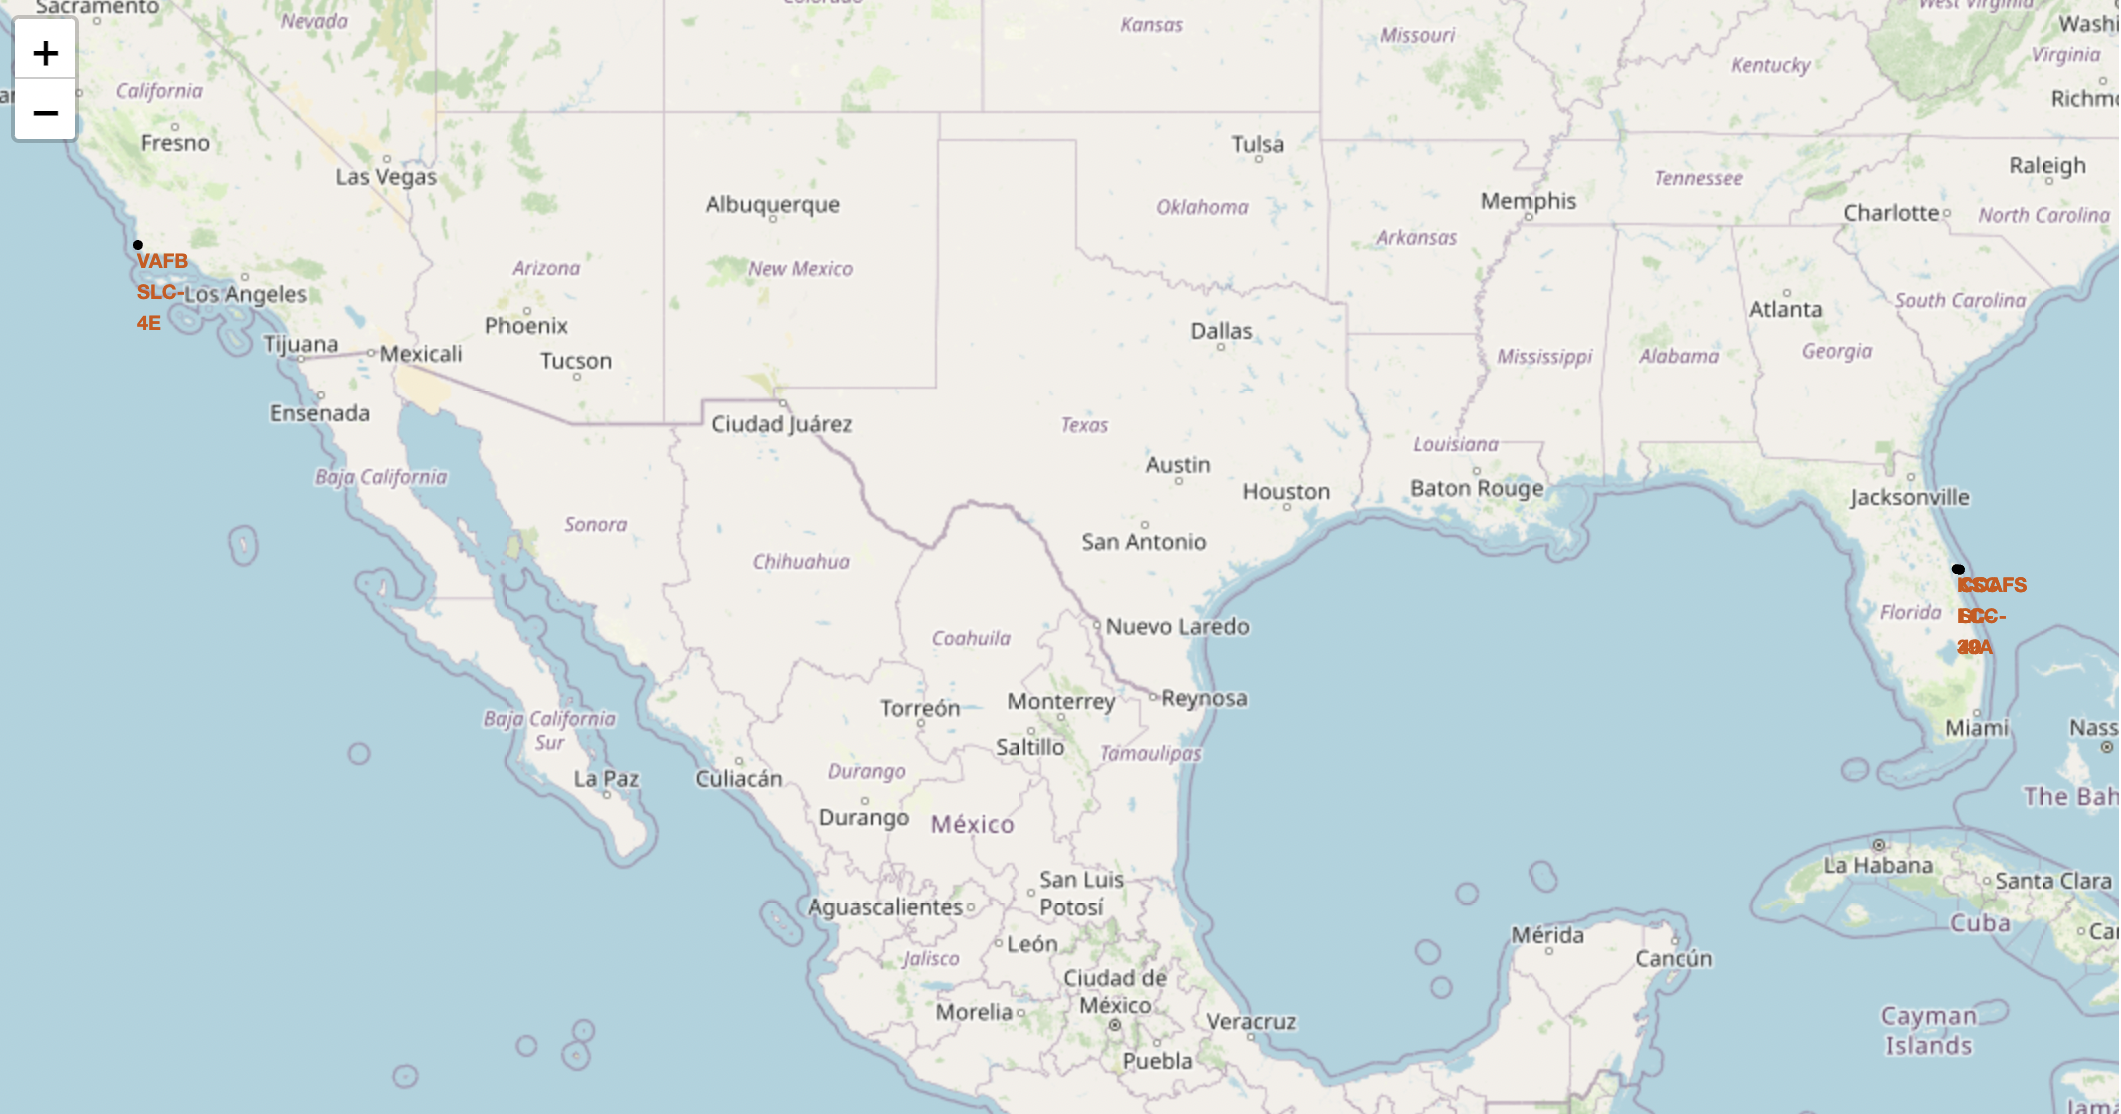 Sacramento
Nevada
Kansas
Missouri
Virginia
Kentucky
California
Fresno
Las Vegas
Tulsa
Raleigh
Tennessee
Albuquerque
Memphis
Oklahoma
Charlotte
North Carolina
Arkansas
VAFB
SLC-
4E
Los Angeles
Arizona
New Mexico
South Carolina
Atlanta
Phoenix
Dallas
Tijuana
Mexicali
Tucson
Mississippi
Alabama
Georgia
Ensenada
Ciudad Juárez
Texas
Louisiana
Austin
Houston
Baton Rouge
Jacksonville
Baja California
Sonora
San Antonio
Chihuahua
Florida
Nuevo Laredo
Coahuila
Reynosa
Torreón
Monterrey
Saltillo
Tamaulipas
Miami
Baja California
Sur
La Paz
Culiacán
Durango
Durango
México
The Bah
La Habana
Santa Clara
Cuba
San Luis
Potosí
Aguascalientes
León
Jalisco
Mérida
Cancún
Ciudad de
México
Morelia
Veracruz
Puebla
Cayman
Islands
+
−